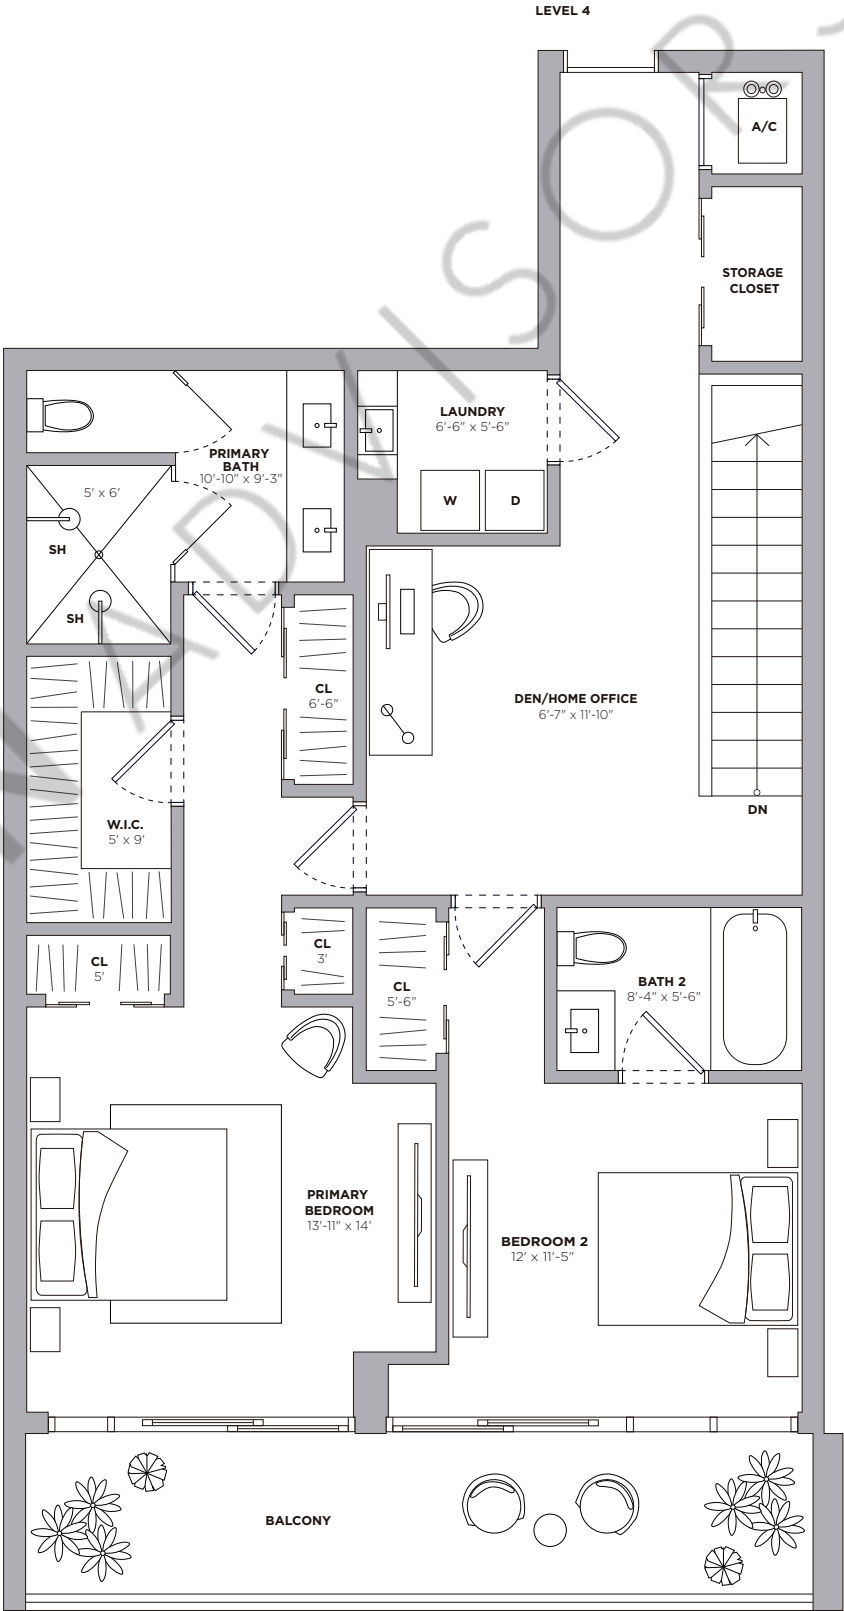 LEVEL 4
A/C
STORAGE
CLOSET
LAUNDRY
6'-6" x 5'-6"
W
D
PRIMARY
BATH
10'-10" x 9'-3"
5' x 6'
SH
SH
CL
6'-6"
DEN/HOME OFFICE
6'-7" x 11'-10"
DN
W.I.C.
5' x 9'
CL
5'
CL
3'
CL
5'-6"
BATH 2
8'-4" x 5'-6"
PRIMARY
BEDROOM
13'-11" x 14'
BEDROOM 2
12' x 11'-5"
BALCONY
N ADVISORS